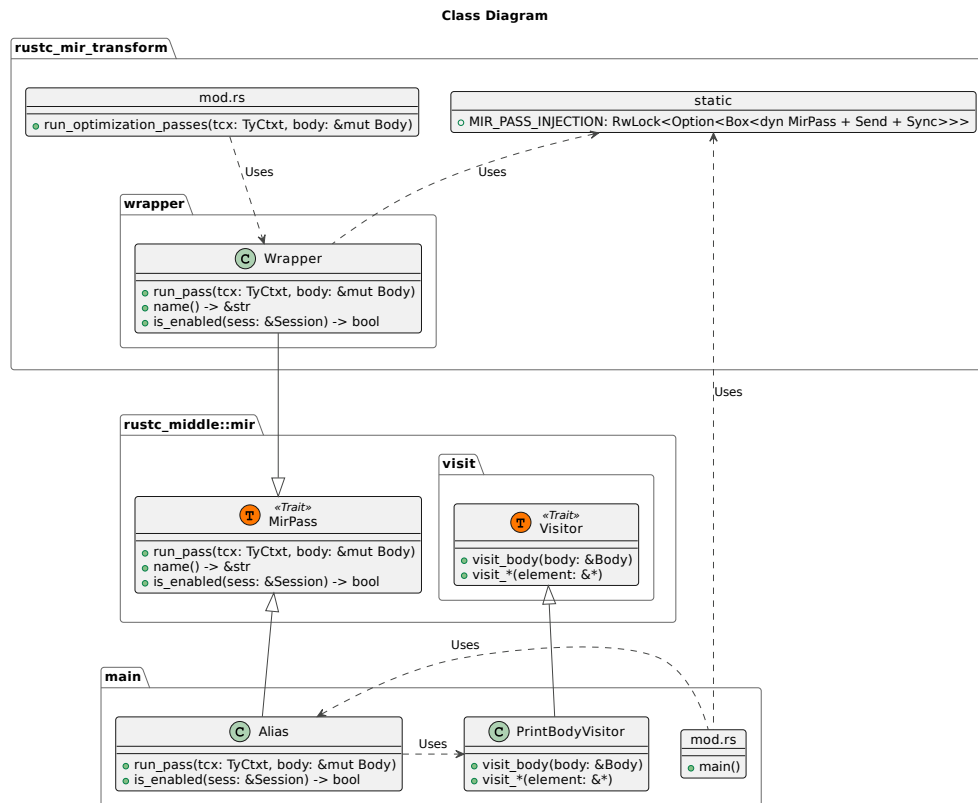 Class Diagram
rustc_mir_transform
mod.rs
run_optimization_passes(tcx: TyCtxt, body: &mut Body)
static
MIR_PASS_INJECTION: RwLock<Option<Box<dyn MirPass + Send + Sync>>>
Uses
Uses
wrapper
C Wrapper
run_pass(tcx: TyCtxt, body: &mut Body)
name() -> &str
is_enabled(sess: &Session) -> bool
Uses
rustc_middle::mir
visit
T «Trait»
MirPass
run_pass(tcx: TyCtxt, body: &mut Body)
name() -> &str
is_enabled(sess: &Session) -> bool
T «Trait»
Visitor
visit_body(body: &Body)
visit_*(element: &*)
Uses
main
C Alias
run_pass(tcx: TyCtxt, body: &mut Body)
is_enabled(sess: &Session) -> bool
Uses
C PrintBodyVisitor
visit_body(body: &Body)
visit_*(element: &*)
mod.rs
main()